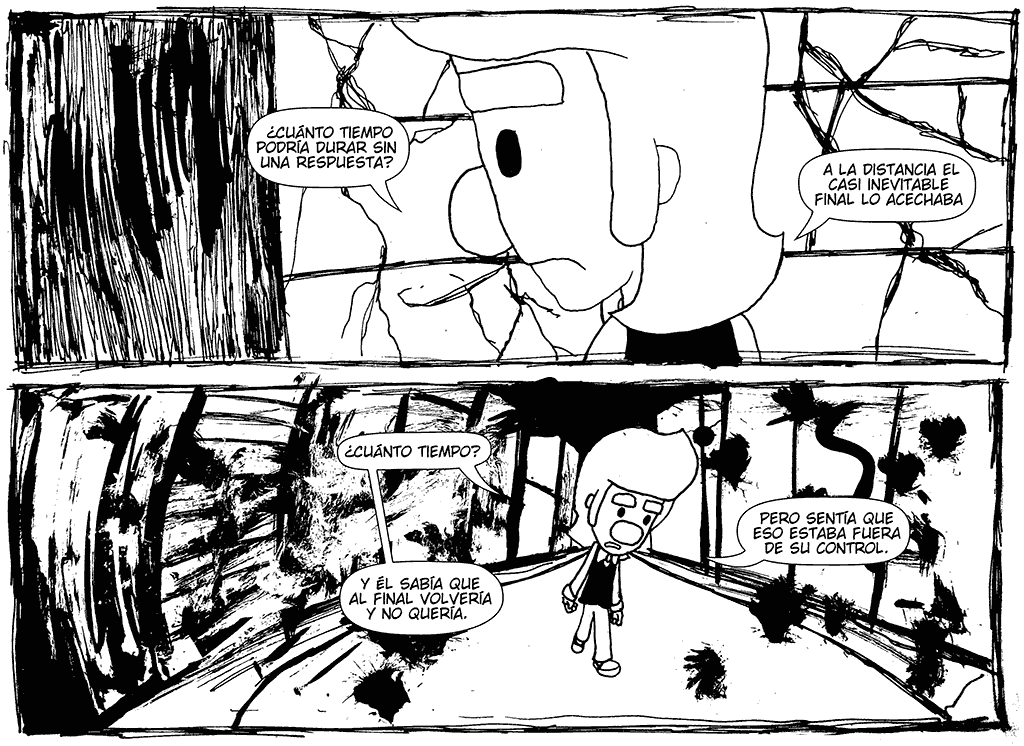 ¿CUÁNTO TIEMPO
PODRÍA DURAR SIN
UNA RESPUESTA?
A LA DISTANCIA EL
CASI INEVITABLE
FINAL LO ACECHABA
¿CUÁNTO TIEMPO?
Y ÉL SABÍA QUE
AL FINAL VOLVERÍA
Y NO QUERÍA.
PERO SENTÍA QUE
ESO ESTABA FUERA
DE SU CONTROL.